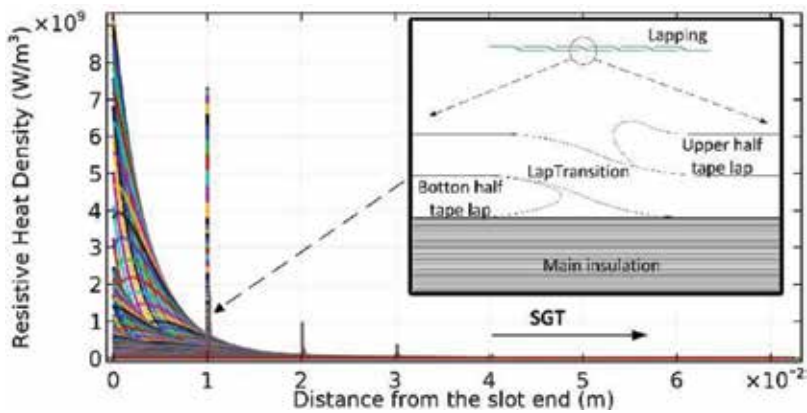 ×10⁹
Resistive Heat Density (W/m³)
9
8
7
6
5
4
3
2
1
0
Lapping
Upper half
tape lap
LapTransition
Botton half
tape lap
Main insulation
SGT
0 1 2 3 4 5 6 7 ×10⁻²
Distance from the slot end (m)